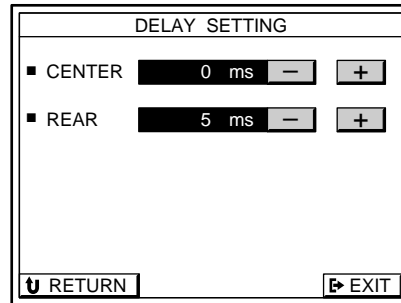 DELAY SETTING
■ CENTER 0 ms − +
■ REAR 5 ms − +
RETURN EXIT